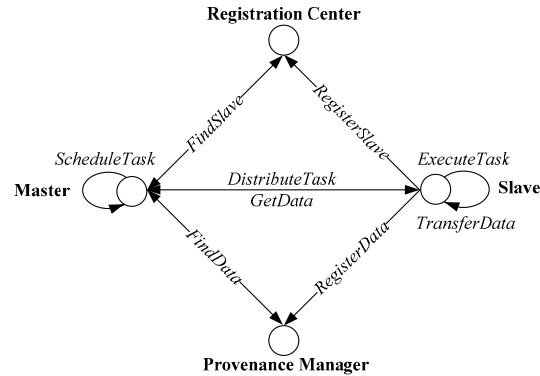 Registration Center
FindSlave
RegisterSlave
ScheduleTask
ExecuteTask
Master
DistributeTask
Slave
GetData
TransferData
FindData
RegisterData
Provenance Manager